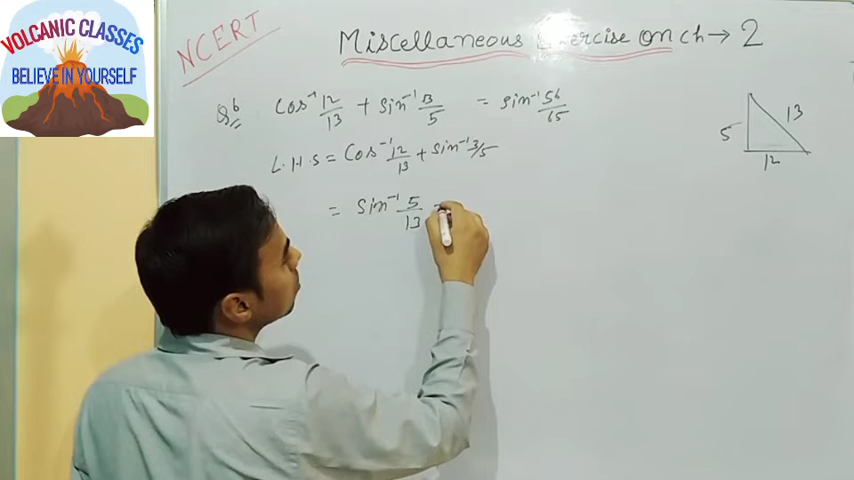 VOLCANIC CLASSES
BELIEVE IN YOURSELF
NCERT
Miscellaneous Exercise on ch→ 2
Q6 Cos⁻¹ 12/13 + Sin⁻¹ 3/5 = Sin⁻¹ 56/65
L.H.S = Cos⁻¹ 12/13 + Sin⁻¹ 3/5
= Sin⁻¹ 5/13
5
13
12